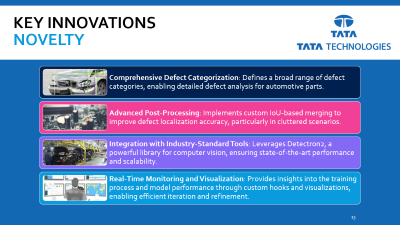 KEY INNOVATIONS
NOVELTY
TATA
TATA TECHNOLOGIES
Comprehensive Defect Categorization: Defines a broad range of defect
categories, enabling detailed defect analysis for automotive parts.
Advanced Post-Processing: Implements custom IoU-based merging to
improve defect localization accuracy, particularly in cluttered scenarios.
Integration with Industry-Standard Tools: Leverages Detectron2, a
powerful library for computer vision, ensuring state-of-the-art performance
and scalability.
Real-Time Monitoring and Visualization: Provides insights into the training
process and model performance through custom hooks and visualizations,
enabling efficient iteration and refinement.